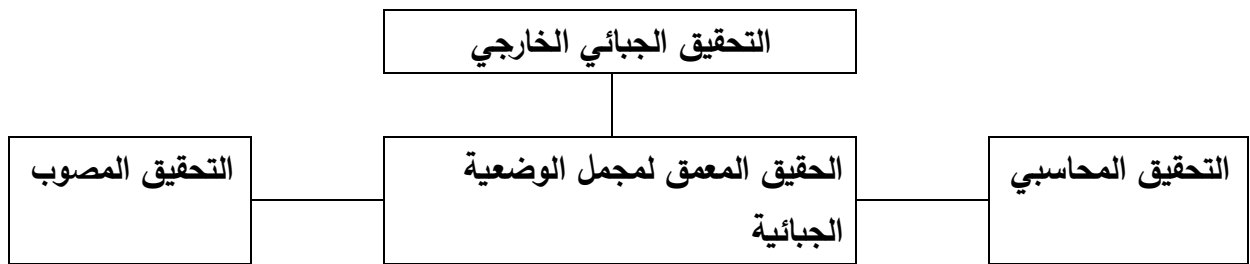 التحقيق الجبائي الخارجي
التحقيق المحاسبي
الحقيق المعمق لمجمل الوضعية
الجبائية
التحقيق المصوب